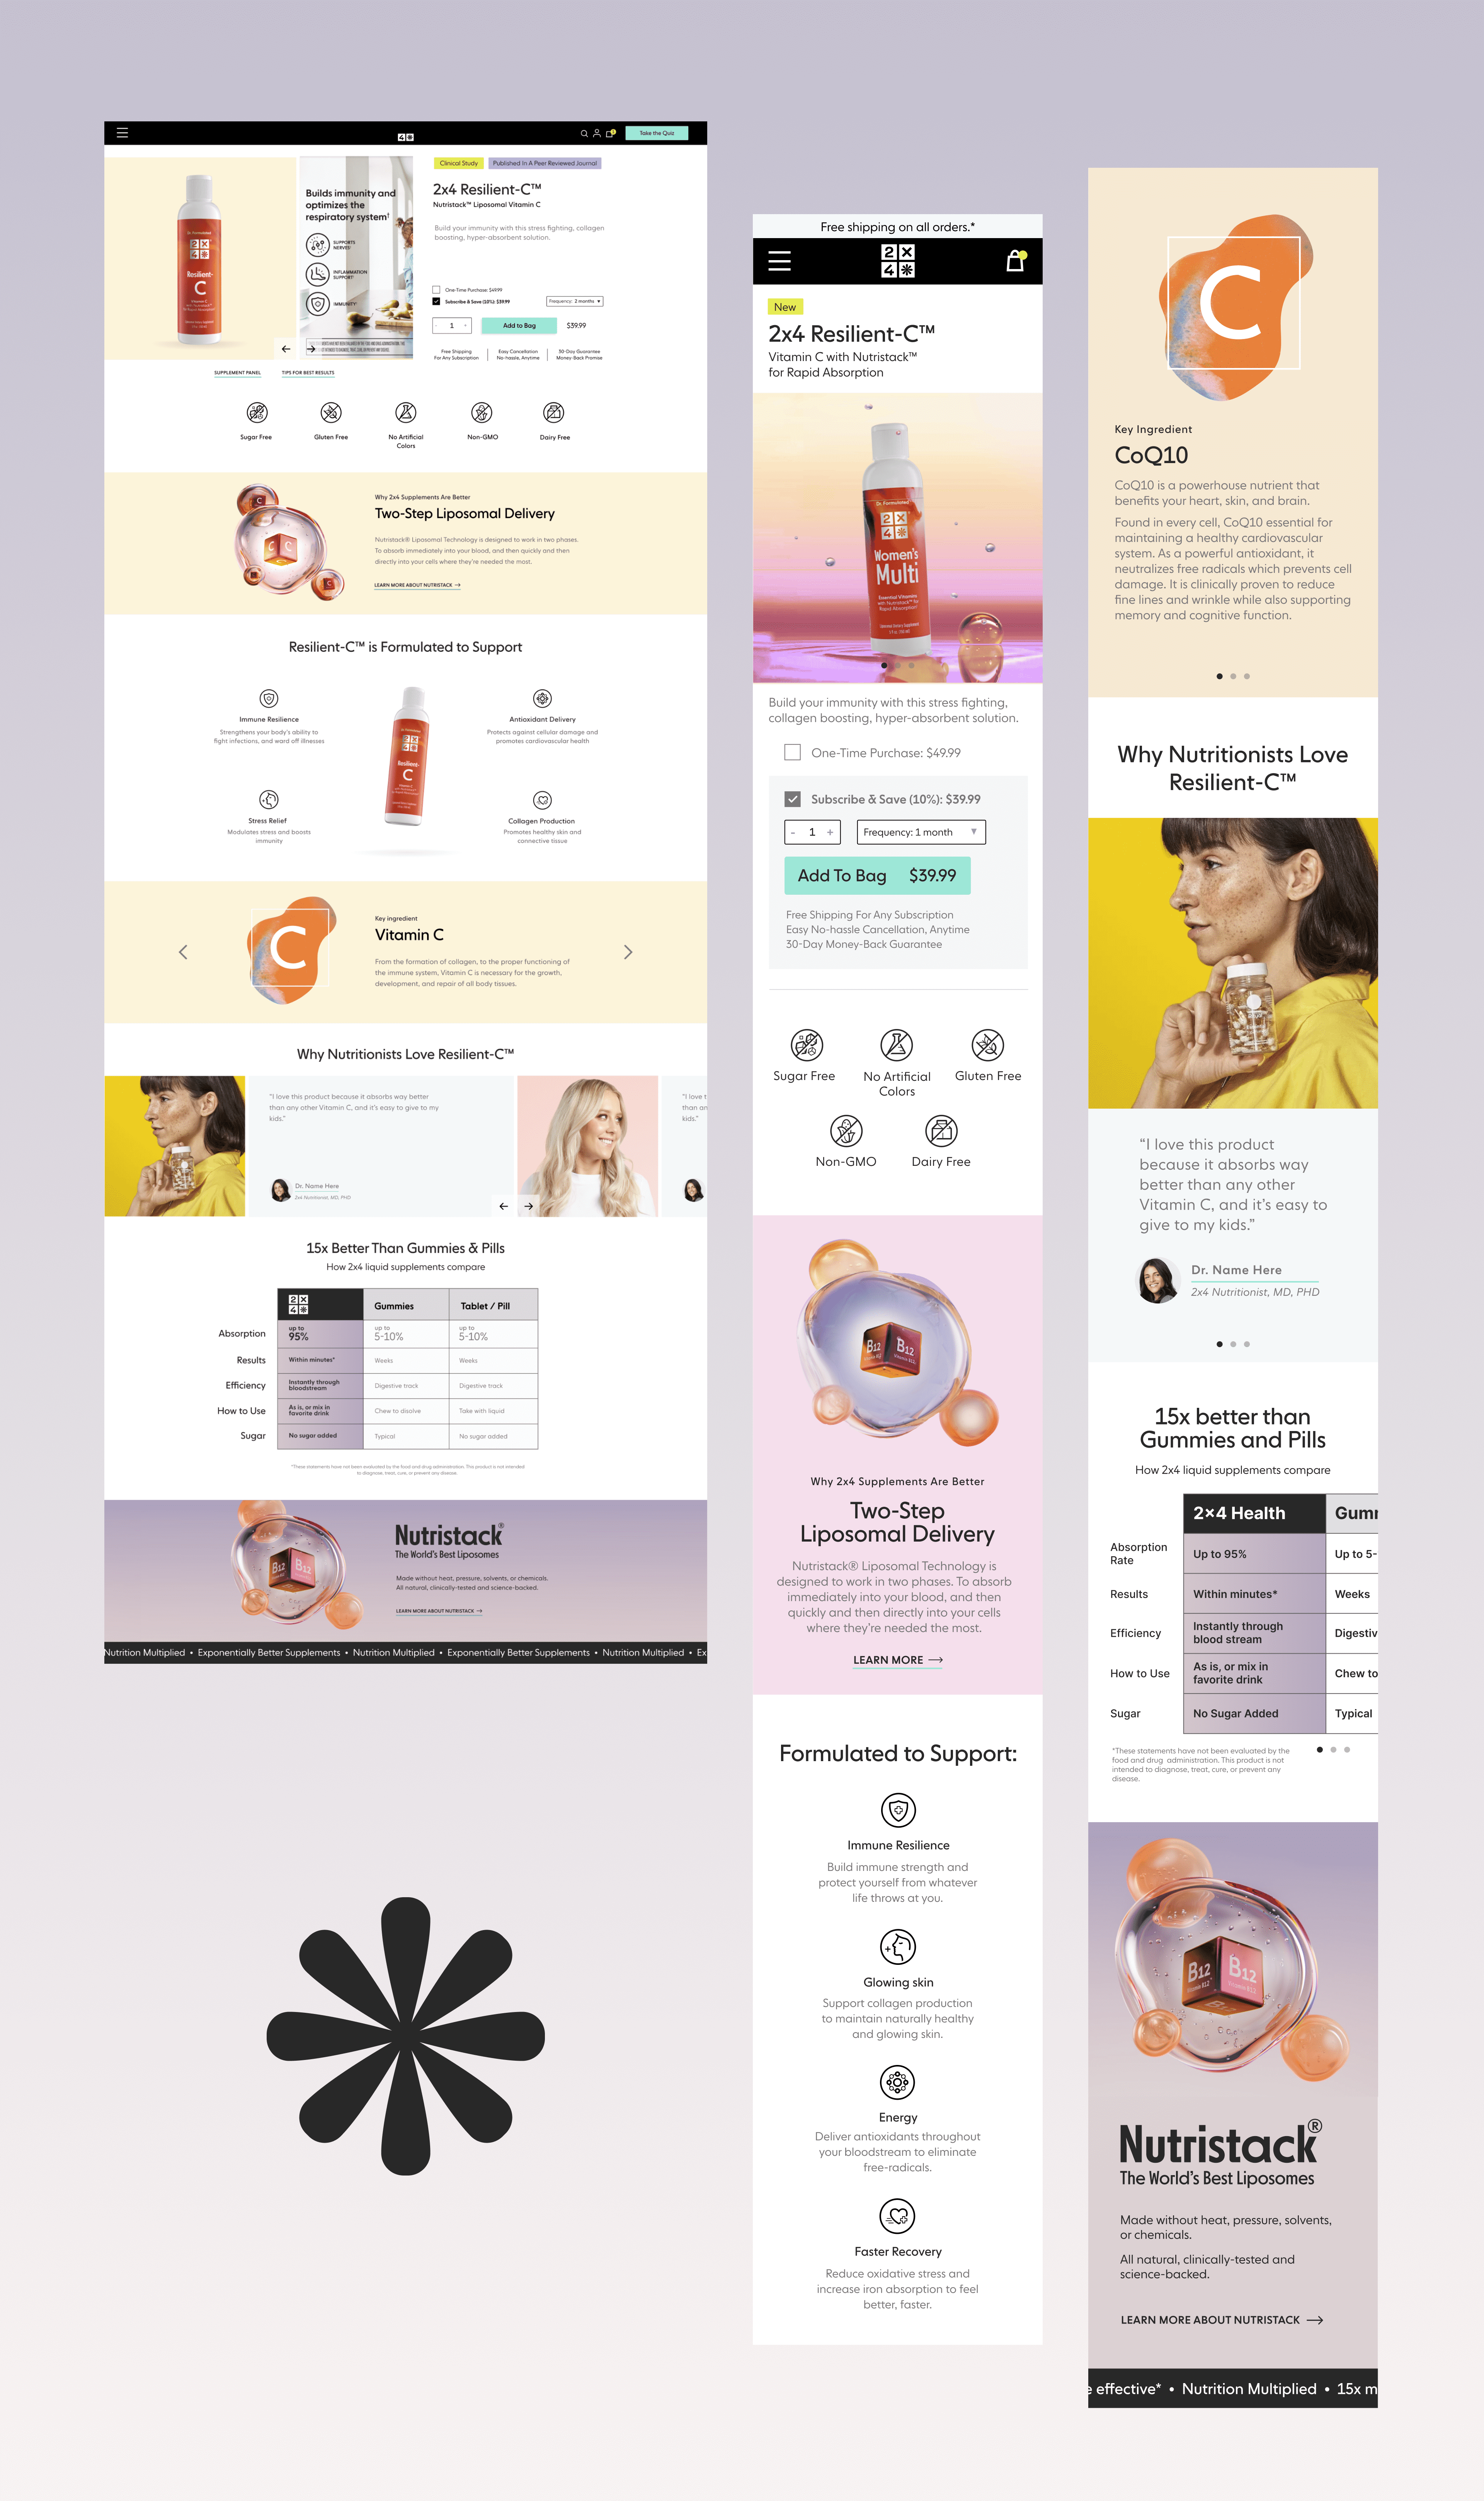 Take the Quiz
Dr. Formulated
2X
4
Resilient-
C
Vitamin C
Builds immunity and
optimizes the
respiratory system†
SUPPORTS
NERVES†
INFLAMMATION
SUPPORT†
IMMUNITY†
Clinical Study
Published In A Peer Reviewed Journal
2x4 Resilient-C™
Nutristack™ Liposomal Vitamin C
Build your immunity with this stress fighting, collagen
boosting, hyper-absorbent solution.
One-Time Purchase: $49.99
Subscribe & Save (10%): $39.99
Frequency: 2 months
- 1 +
Add to Bag
$39.99
Free Shipping
For Any Subscription
Easy Cancellation
No-hassle, Anytime
30-Day Guarantee
Money-Back Promise
SUPPLEMENT PANEL
TIPS FOR BEST RESULTS
Sugar Free
Gluten Free
No Artificial
Colors
Non-GMO
Dairy Free
C
C C
Why 2x4 Supplements Are Better
Two-Step Liposomal Delivery
Nutristack® Liposomal Technology is designed to work in two phases.
To absorb immediately into your blood, and then quickly and then
directly into your cells where they're needed the most.
LEARN MORE ABOUT NUTRISTACK →
Resilient-C™ is Formulated to Support
Immune Resilience
Strengthens your body's ability to
fight infections, and ward off illnesses
Antioxidant Delivery
Protects against cellular damage and
promotes cardiovascular health
Stress Relief
Modulates stress and boosts
immunity
Collagen Production
Promotes healthy skin and
connective tissue
Resilient-
C
C
Key ingredient
Vitamin C
From the formation of collagen, to the proper functioning of
the immune system, Vitamin C is necessary for the growth,
development, and repair of all body tissues.
Why Nutritionists Love Resilient-C™
"I love this product because it absorbs way better
than any other Vitamin C, and it's easy to give to my
kids."
Dr. Name Here
2x4 Nutritionist, MD, PHD
"I love t
than an
kids."
15x Better Than Gummies & Pills
How 2x4 liquid supplements compare
2X
4
Gummies
Tablet / Pill
Absorption
up to
95%
up to
5-10%
up to
5-10%
Results
Within minutes*
Weeks
Weeks
Efficiency
Instantly through
bloodstream
Digestive track
Digestive track
How to Use
As is, or mix in
favorite drink
Chew to disolve
Take with liquid
Sugar
No sugar added
Typical
No sugar added
*These statements have not been evaluated by the food and drug administration. This product is not intended
to diagnose, treat, cure, or prevent any disease.
B12 B12
Nutristack®
The World's Best Liposomes
Made without heat, pressure, solvents, or chemicals.
All natural, clinically-tested and science-backed.
LEARN MORE ABOUT NUTRISTACK →
Nutrition Multiplied • Exponentially Better Supplements • Nutrition Multiplied • Exponentially Better Supplements • Nutrition Multiplied • Ex
Free shipping on all orders.*
2X
4
New
2x4 Resilient-C™
Vitamin C with Nutristack™
for Rapid Absorption
Dr. Formulated
2X
4
Women's
Multi
Essential Vitamins
with Nutristack™ for
Rapid Absorption
Build your immunity with this stress fighting,
collagen boosting, hyper-absorbent solution.
One-Time Purchase: $49.99
Subscribe & Save (10%): $39.99
- 1 +
Frequency: 1 month
Add To Bag $39.99
Free Shipping For Any Subscription
Easy No-hassle Cancellation, Anytime
30-Day Money-Back Guarantee
Sugar Free
No Artificial
Colors
Gluten Free
Non-GMO
Dairy Free
B12 B12
Why 2x4 Supplements Are Better
Two-Step
Liposomal Delivery
Nutristack® Liposomal Technology is
designed to work in two phases. To absorb
immediately into your blood, and then
quickly and then directly into your cells
where they're needed the most.
LEARN MORE →
Formulated to Support:
Immune Resilience
Build immune strength and
protect yourself from whatever
life throws at you.
Glowing skin
Support collagen production
to maintain naturally healthy
and glowing skin.
Energy
Deliver antioxidants throughout
your bloodstream to eliminate
free-radicals.
Faster Recovery
Reduce oxidative stress and
increase iron absorption to feel
better, faster.
C
Key Ingredient
CoQ10
CoQ10 is a powerhouse nutrient that
benefits your heart, skin, and brain.
Found in every cell, CoQ10 essential for
maintaining a healthy cardiovascular
system. As a powerful antioxidant, it
neutralizes free radicals which prevents cell
damage. It is clinically proven to reduce
fine lines and wrinkle while also supporting
memory and cognitive function.
Why Nutritionists Love
Resilient-C™
"I love this product
because it absorbs way
better than any other
Vitamin C, and it's easy to
give to my kids."
Dr. Name Here
2x4 Nutritionist, MD, PHD
15x better than
Gummies and Pills
How 2x4 liquid supplements compare
2×4 Health
Gumm
Absorption
Rate
Up to 95%
Up to 5-
Results
Within minutes*
Weeks
Efficiency
Instantly through
blood stream
Digestiv
How to Use
As is, or mix in
favorite drink
Chew to
Sugar
No Sugar Added
Typical
*These statements have not been evaluated by the
food and drug administration. This product is not
intended to diagnose, treat, cure, or prevent any
disease.
B12 B12
Nutristack®
The World's Best Liposomes
Made without heat, pressure, solvents,
or chemicals.
All natural, clinically-tested and
science-backed.
LEARN MORE ABOUT NUTRISTACK →
e effective* • Nutrition Multiplied • 15x m